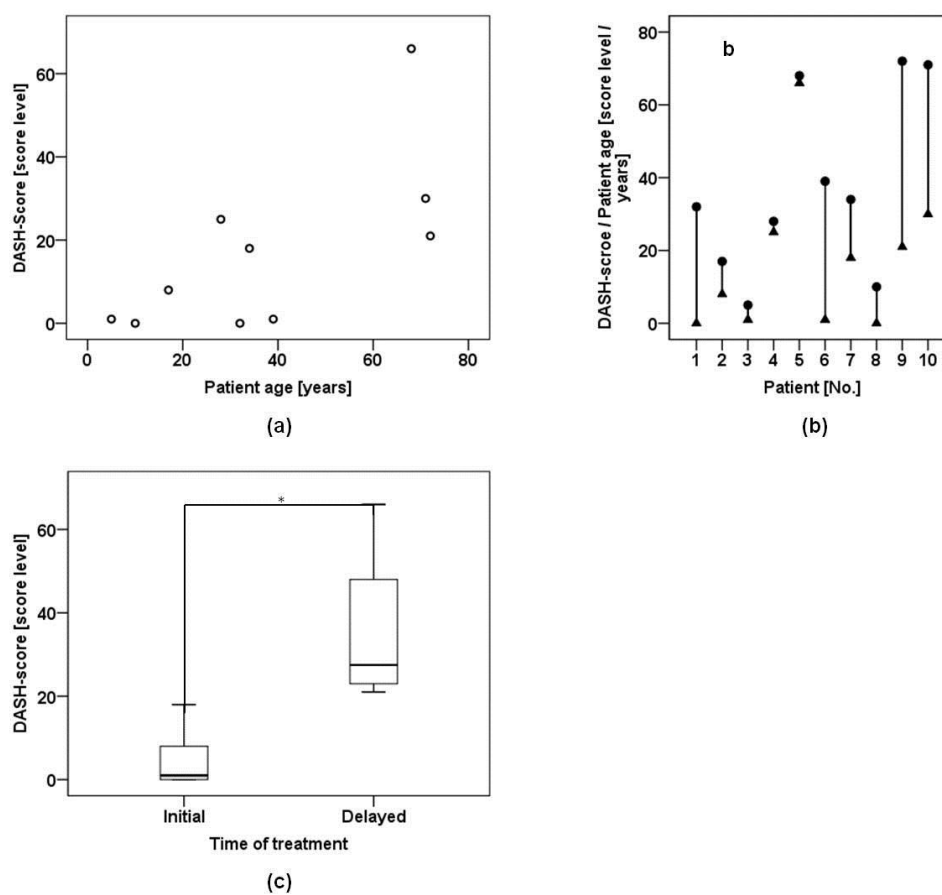 DASH-Score [score level]
60
40
20
0
0 20 40 60 80
Patient age [years]
(a)
b
DASH-scroe / Patient age [score level /
years]
80
60
40
20
0
1 2 3 4 5 6 7 8 9 10
Patient [No.]
(b)
*
DASH-score [score level]
60
40
20
0
Initial Delayed
Time of treatment
(c)